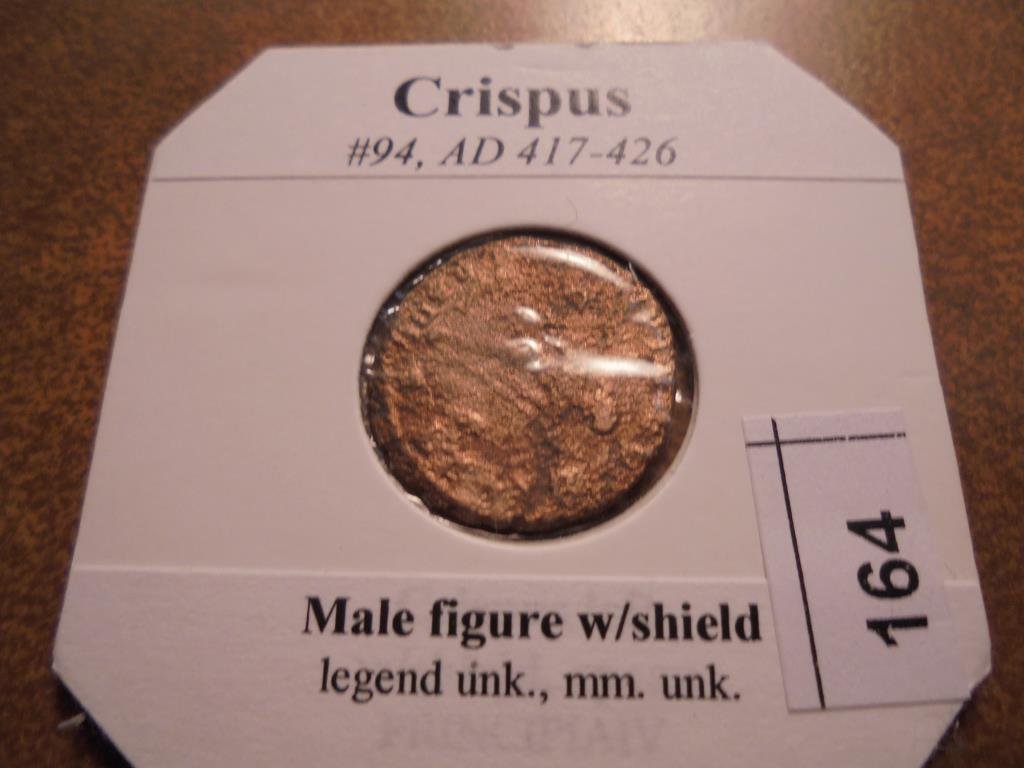 Crispus
#94, AD 417-426
Male figure w/shield
legend unk., mm. unk.
164